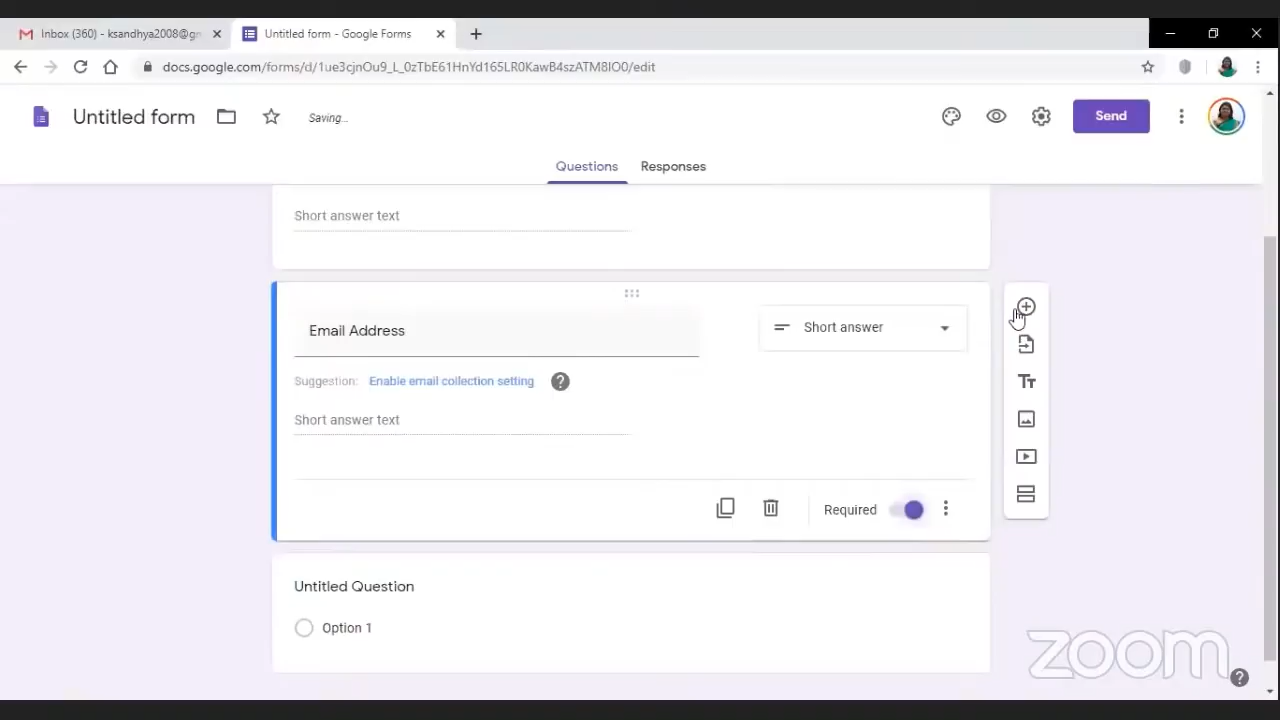 Inbox (360) - ksandhya2008@gm
Untitled form - Google Forms
docs.google.com/forms/d/1ue3cjnOu9_L_0zTbE61HnYd165LR0KawB4szATM8IO0/edit
Untitled form
Saving...
Send
Questions
Responses
Short answer text
Email Address
Short answer
Suggestion: Enable email collection setting
Short answer text
Required
Untitled Question
Option 1
zoom